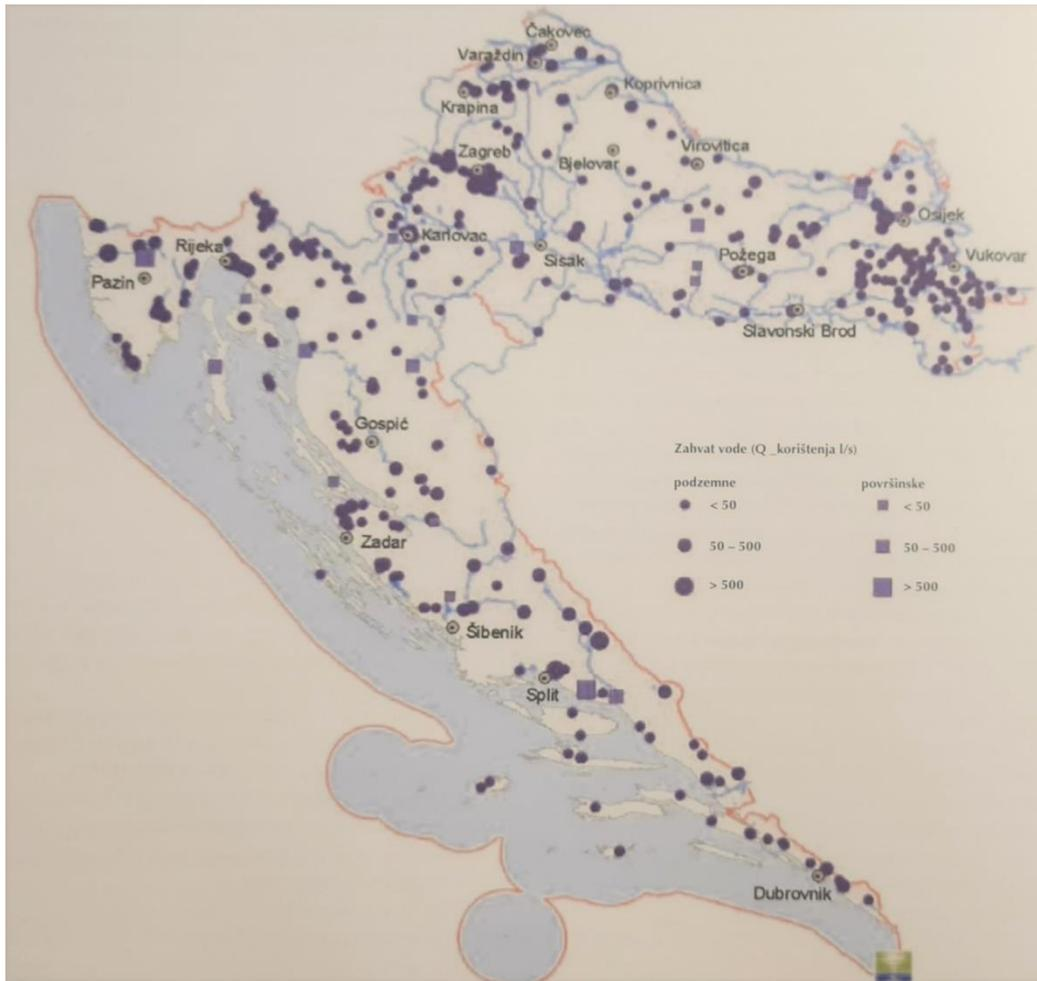 Čakovec
Varaždin
Koprivnica
Krapina
Virovitica
Zagreb
Bjelovar
Osijek
Karlovac
Rijeka
Sisak
Požega
Vukovar
Pazin
Slavonski Brod
Gospić
Zahvat vode (Q _korištenja l/s)
podzemne površinske
< 50 < 50
50 – 500 50 – 500
> 500 > 500
Zadar
Šibenik
Split
Dubrovnik